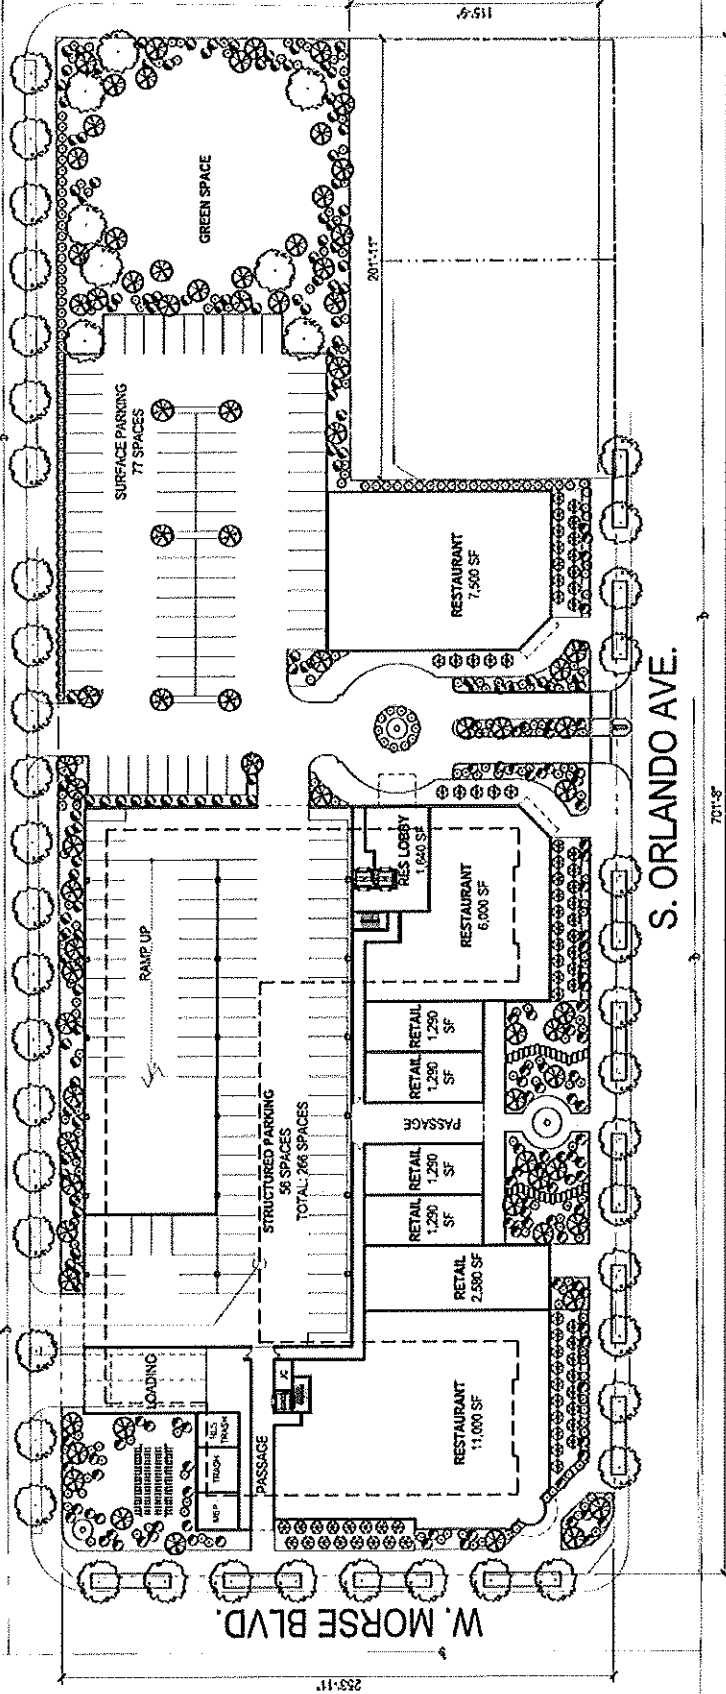 115'-9"
GREEN SPACE
201'-11"
SURFACE PARKING
77 SPACES
RESTAURANT
7,500 SF
S. ORLANDO AVE.
701'-8"
RES LOBBY
1,640 SF
RESTAURANT
6,000 SF
RAMP UP
RETAIL
1,290
SF
RETAIL
1,290
SF
PASSAGE
STRUCTURED PARKING
56 SPACES
TOTAL: 266 SPACES
RETAIL
1,290
SF
RETAIL
1,290
SF
RETAIL
2,580 SF
LOADING
JC
RESTAURANT
11,000 SF
TRASH
TRASH
PASSAGE
W. MORSE BLVD.
253'-11"